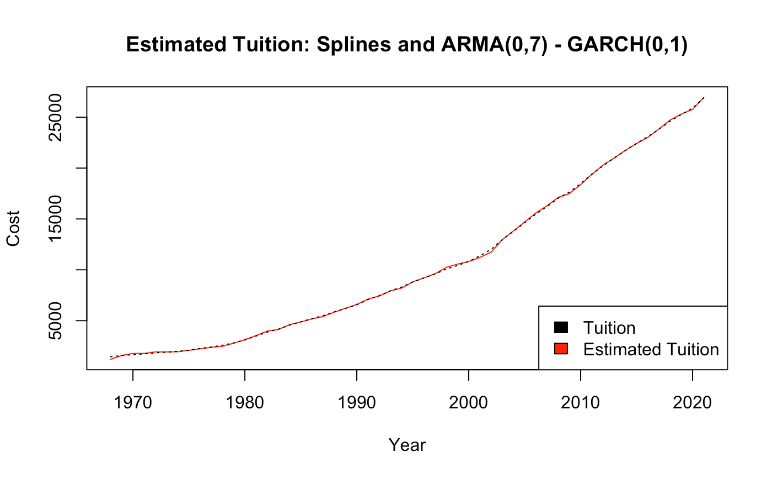 Estimated Tuition: Splines and ARMA(0,7) - GARCH(0,1)
25000
15000
5000
Cost
Tuition
Estimated Tuition
1970 1980 1990 2000 2010 2020
Year